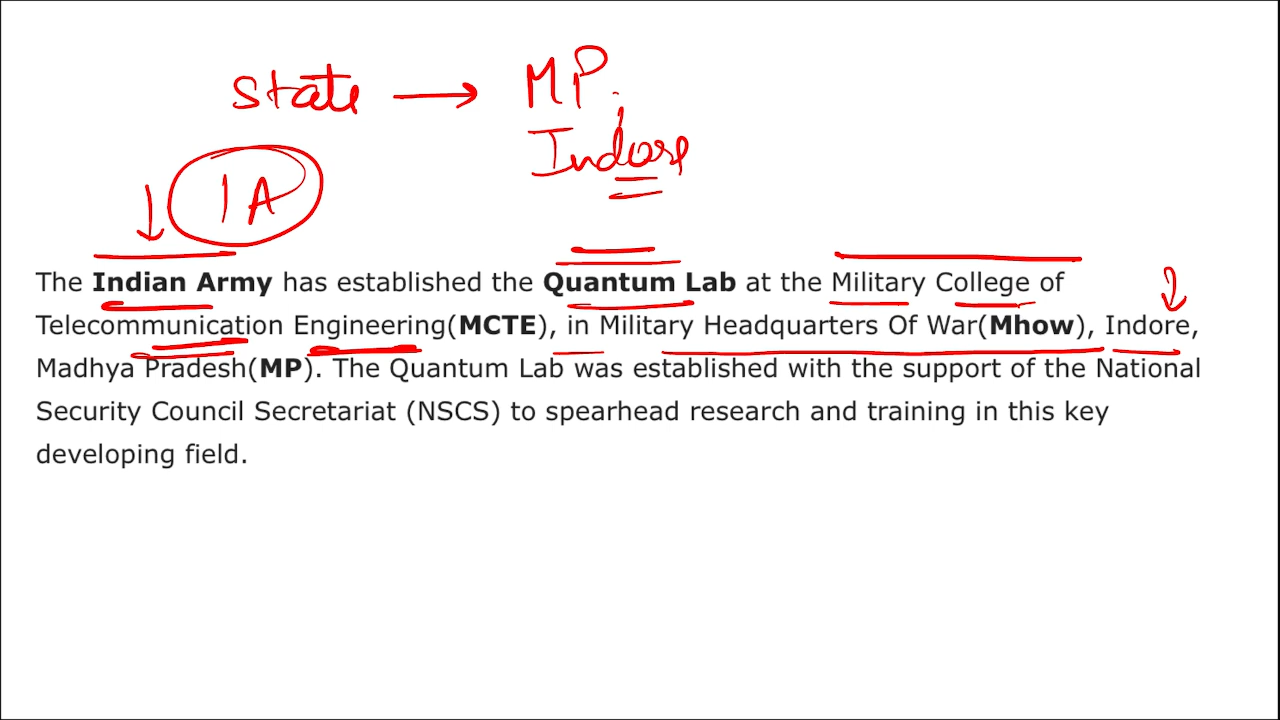 State → MP.
Indore
IA
The Indian Army has established the Quantum Lab at the Military College of
Telecommunication Engineering(MCTE), in Military Headquarters Of War(Mhow), Indore,
Madhya Pradesh(MP). The Quantum Lab was established with the support of the National
Security Council Secretariat (NSCS) to spearhead research and training in this key
developing field.